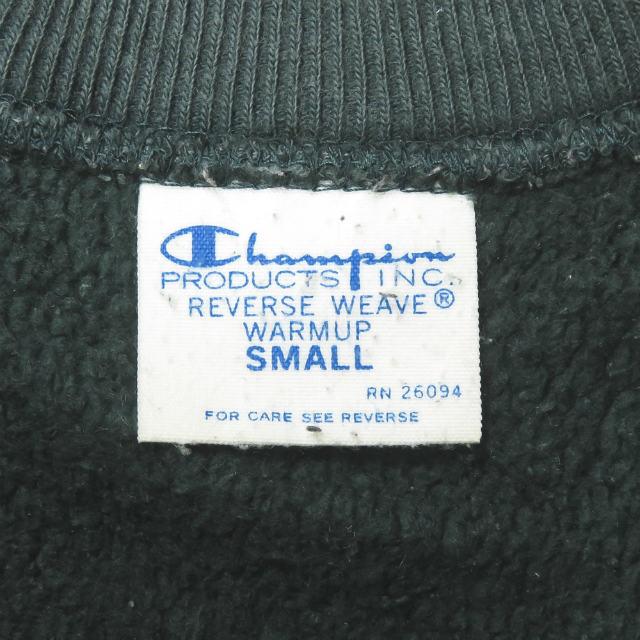 Champion
PRODUCTS INC.
REVERSE WEAVE®
WARMUP
SMALL
RN 26094
FOR CARE SEE REVERSE